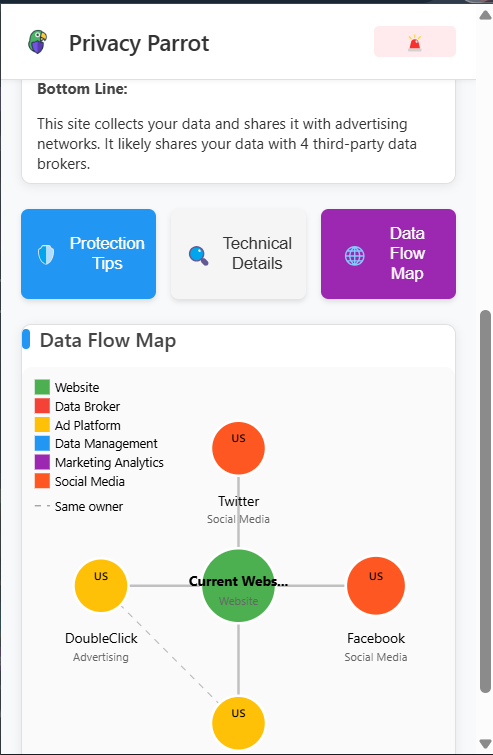 Privacy Parrot
Bottom Line:
This site collects your data and shares it with advertising
networks. It likely shares your data with 4 third-party data
brokers.
Protection
Tips
Technical
Details
Data
Flow
Map
Data Flow Map
Website
Data Broker
Ad Platform
Data Management
Marketing Analytics
Social Media
Same owner
US
Twitter
Social Media
US
Current Webs...
Website
US
DoubleClick
Advertising
Facebook
Social Media
US